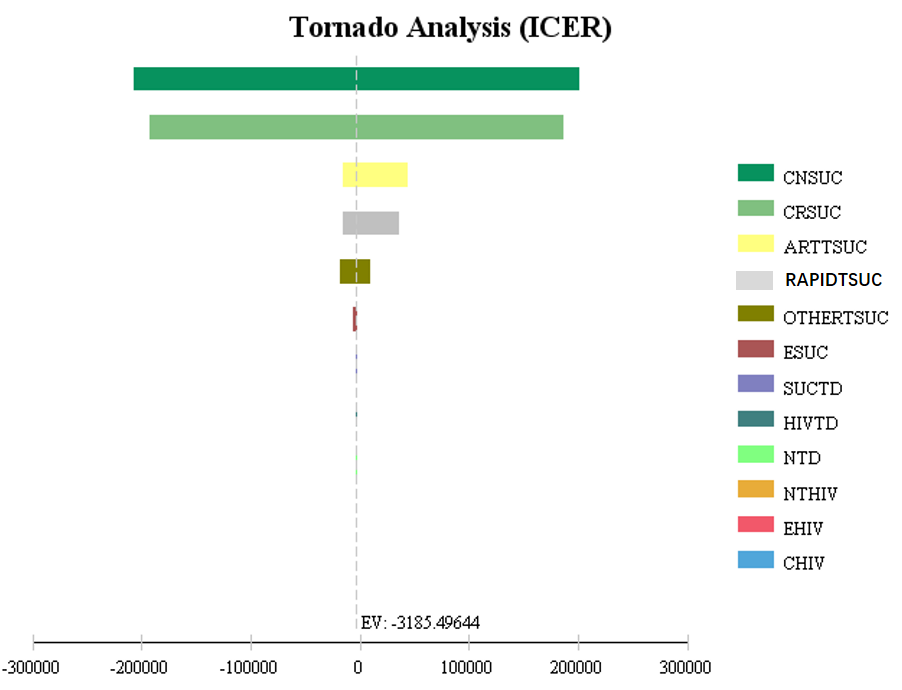 Tornado Analysis (ICER)
CNSUC
CRSUC
ARTTSUC
RAPIDTSUC
OTHERTSUC
ESUC
SUCTD
HIVTD
NTD
NTHIV
EHIV
CHIV
EV: -3185.49644
-300000 -200000 -100000 0 100000 200000 300000